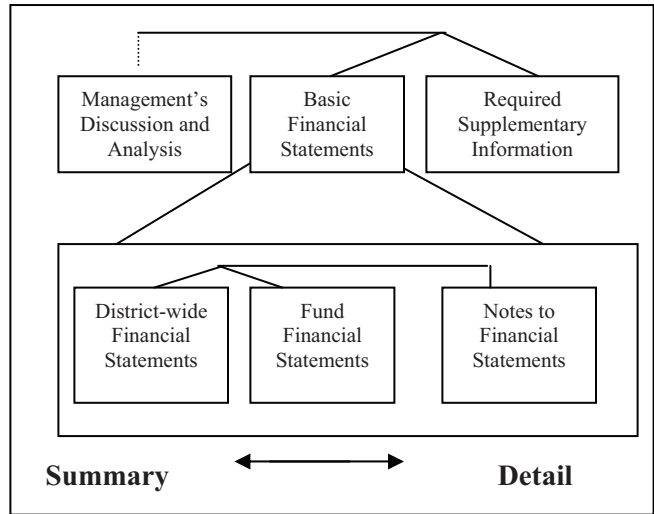 Management's
Discussion and
Analysis
Basic
Financial
Statements
Required
Supplementary
Information
District-wide
Financial
Statements
Fund
Financial
Statements
Notes to
Financial
Statements
Summary
Detail